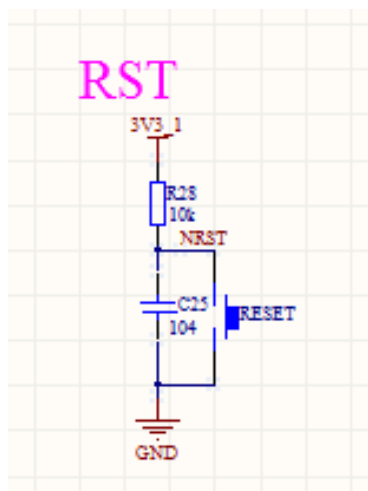 RST
3V3_1
R28
10k
NRST
C25
104
RESET
GND